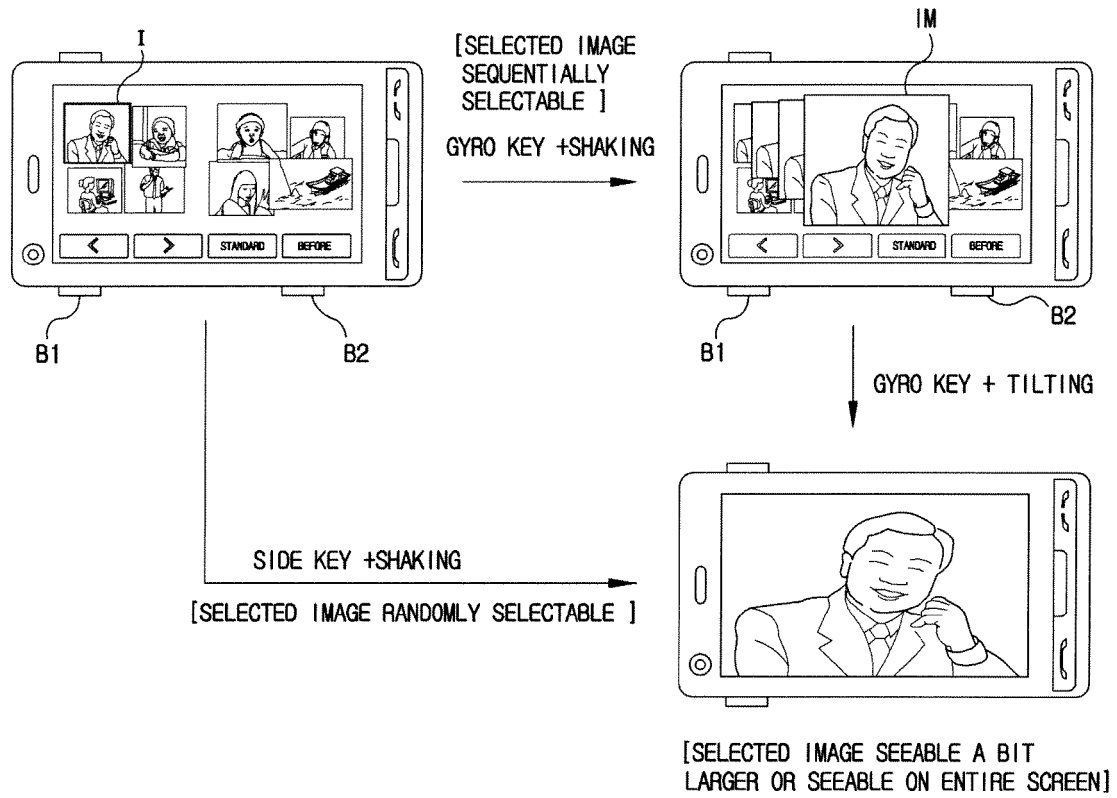 I
[SELECTED IMAGE
SEQUENTIALLY
SELECTABLE ]
GYRO KEY +SHAKING
IM
< > STANDARD BEFORE
< > STANDARD BEFORE
B1
B2
B1
B2
GYRO KEY + TILTING
SIDE KEY +SHAKING
[SELECTED IMAGE RANDOMLY SELECTABLE ]
[SELECTED IMAGE SEEABLE A BIT
LARGER OR SEEABLE ON ENTIRE SCREEN]